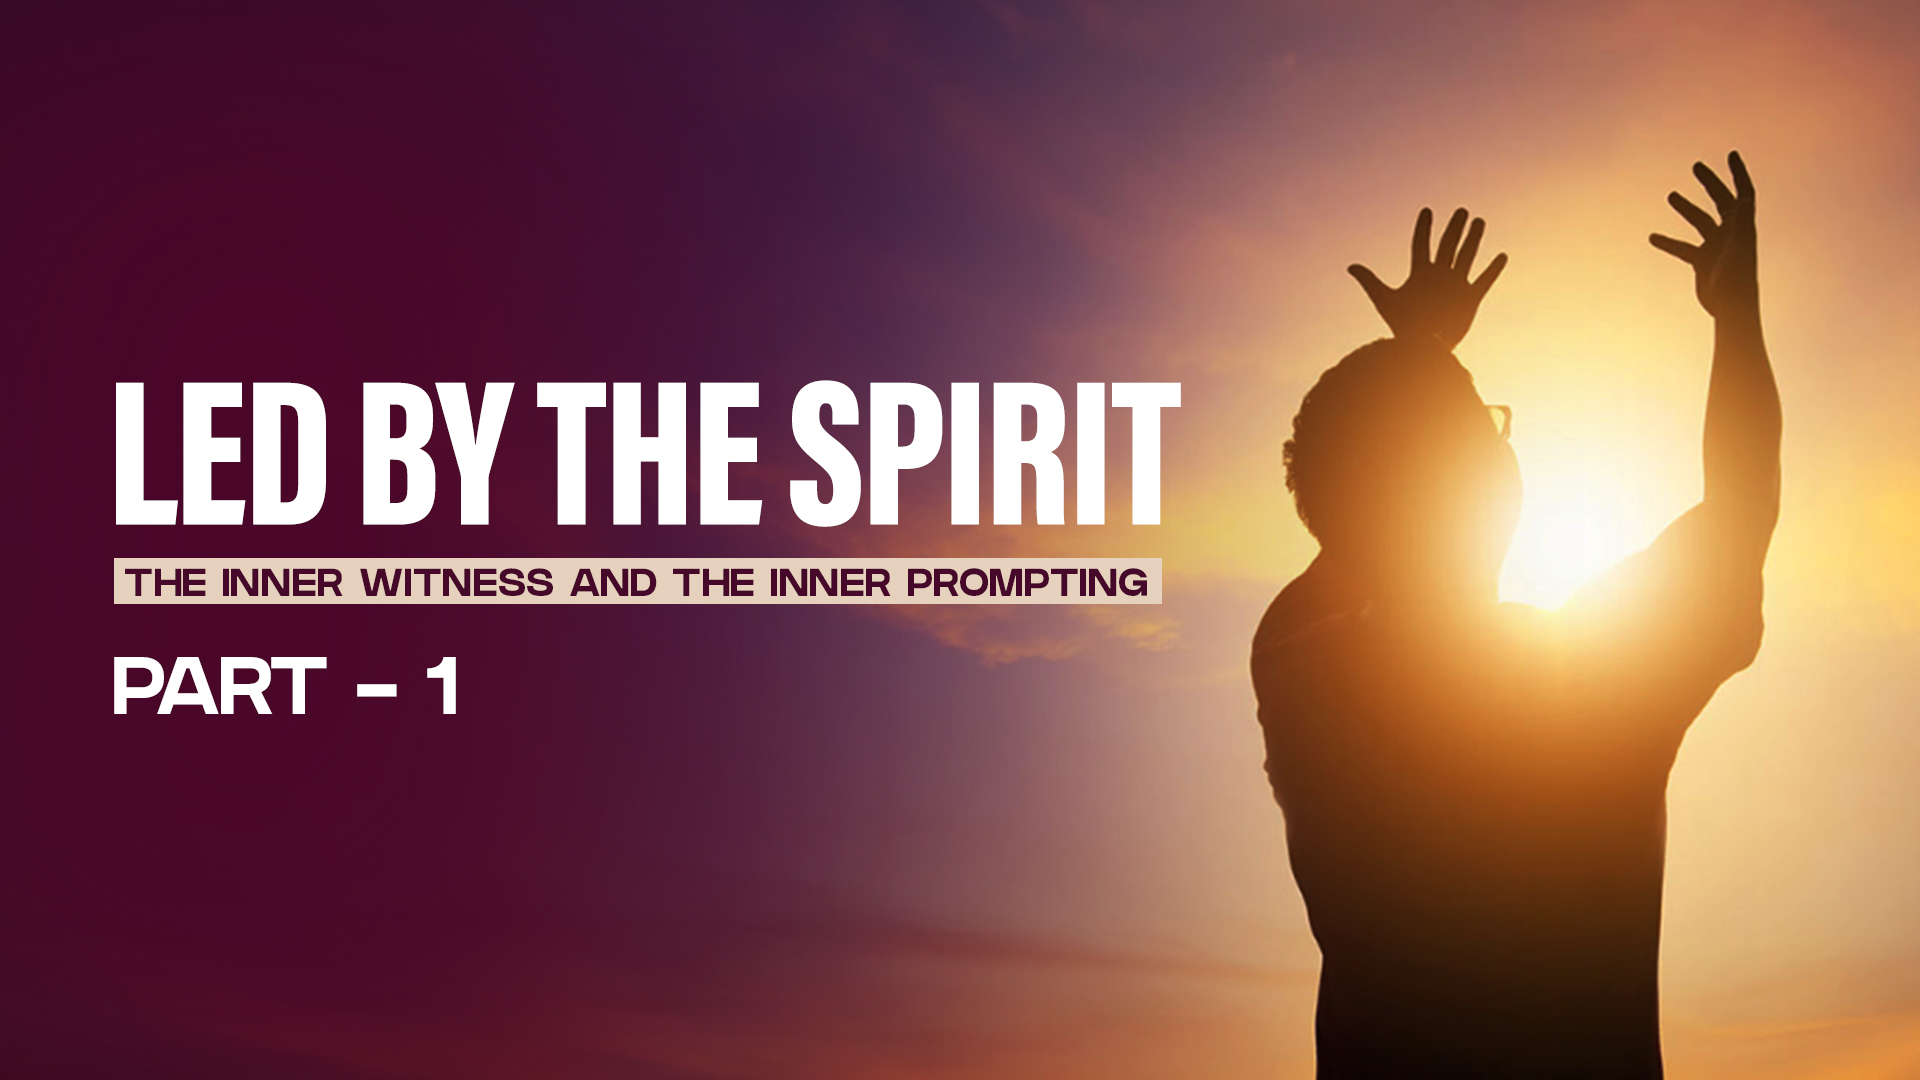 LED BY THE SPIRIT
THE INNER WITNESS AND THE INNER PROMPTING
PART - 1